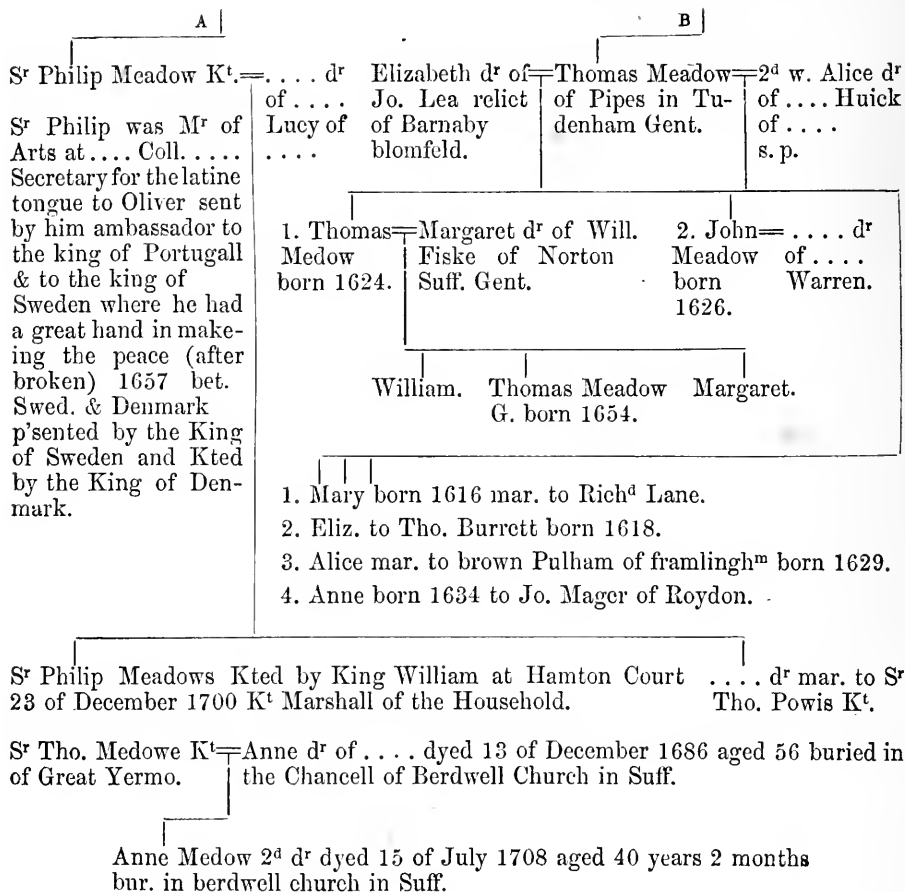 A B
Sʳ Philip Meadow Kᵗ.=. . . . dʳ of . . . . Lucy of . . . .
Elizabeth dʳ of Jo. Lea relict of Barnaby blomfeld.
Thomas Meadow of Pipes in Tudenham Gent.
2ᵈ w. Alice dʳ of . . . . Huick of . . . . s. p.
Sʳ Philip was Mʳ of
Arts at . . . . Coll. . . . .
Secretary for the latine
tongue to Oliver sent
by him ambassador to
the king of Portugall
& to the king of
Sweden where he had
a great hand in make-
ing the peace (after
broken) 1657 bet.
Swed. & Denmark
p'sented by the King
of Sweden and Kted
by the King of Den-
mark.
1. Thomas Medow born 1624.
Margaret dʳ of Will. Fiske of Norton Suff. Gent.
2. John Meadow born 1626.
= . . . . dʳ of . . . . Warren.
William. Thomas Meadow G. born 1654. Margaret.
1. Mary born 1616 mar. to Richᵈ Lane.
2. Eliz. to Tho. Burrett born 1618.
3. Alice mar. to brown Pulham of framlinghᵐ born 1629.
4. Anne born 1634 to Jo. Mager of Roydon.
Sʳ Philip Meadows Kted by King William at Hamton Court
23 of December 1700 Kᵗ Marshall of the Household.
. . . . dʳ mar. to Sʳ
Tho. Powis Kᵗ.
Sʳ Tho. Medowe Kᵗ
of Great Yermo.
Anne dʳ of . . . . dyed 13 of December 1686 aged 56 buried in
the Chancell of Berdwell Church in Suff.
Anne Medow 2ᵈ dʳ dyed 15 of July 1708 aged 40 years 2 months
bur. in berdwell church in Suff.